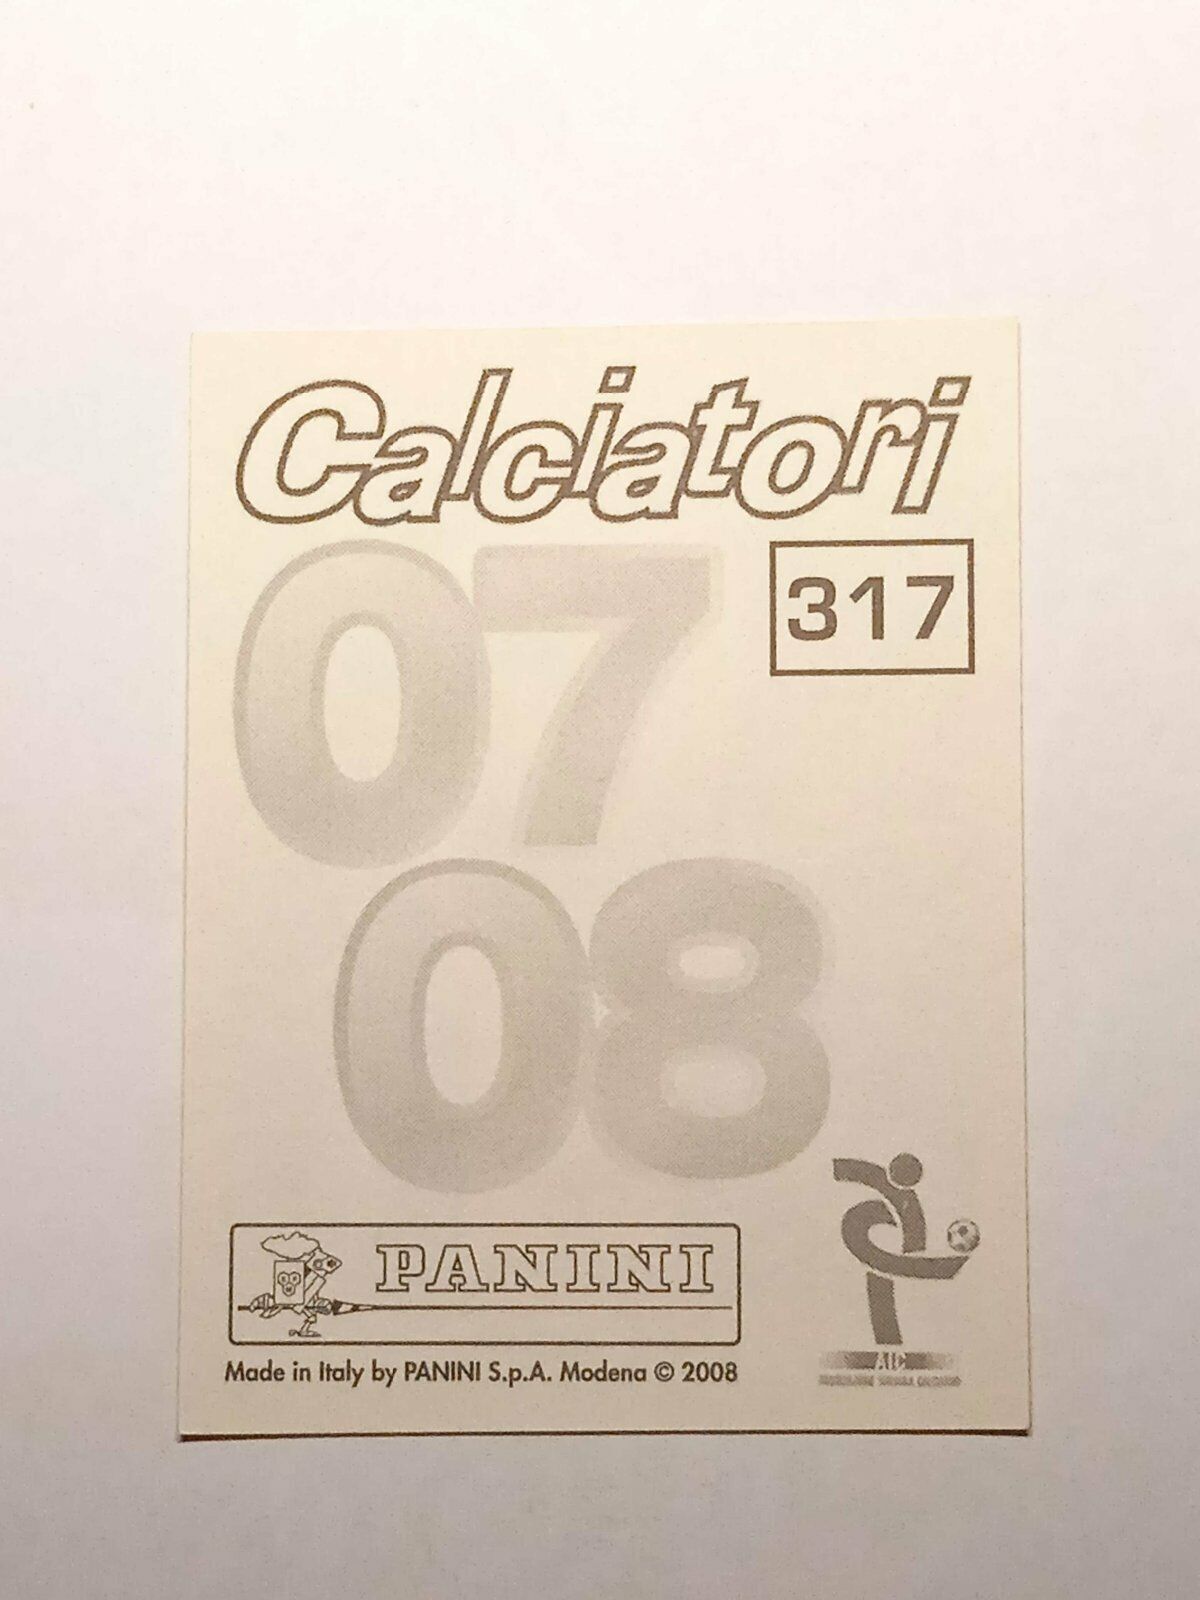 Calciatori
07
317
08
PANINI
Made in Italy by PANINI S.p.A. Modena © 2008
AIC